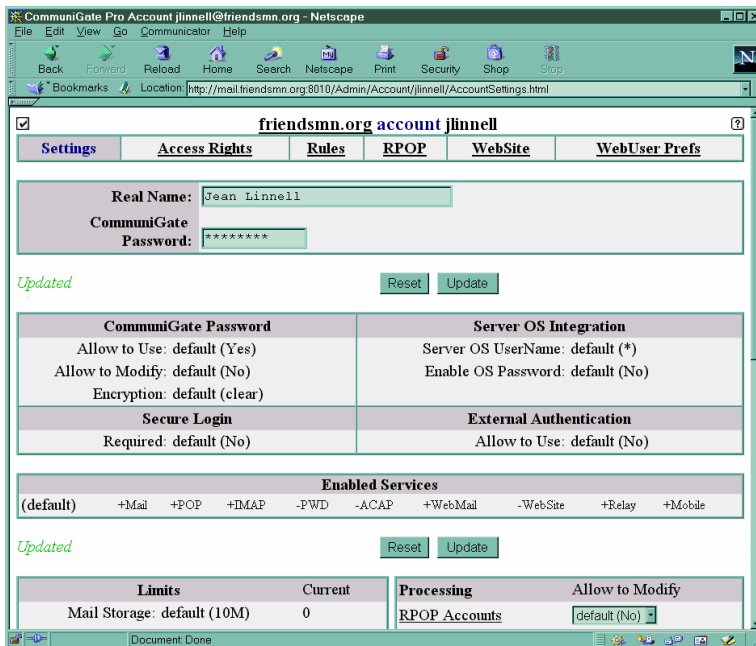 CommuniGate Pro Account jlinnell@friendsmn.org - Netscape
File Edit View Go Communicator Help
My
N
Back Forward Reload Home Search Netscape Print Security Shop Stop
Bookmarks Location: http://mail.friendsmn.org:8010/Admin/Account/jlinnell/AccountSettings.html
friendsmn.org account jlinnell ?
Settings Access Rights Rules RPOP WebSite WebUser Prefs
Real Name: Jean Linnell
CommuniGate
Password: ********
Updated Reset Update
CommuniGate Password Server OS Integration
Allow to Use: default (Yes) Server OS UserName: default (*)
Allow to Modify: default (No) Enable OS Password: default (No)
Encryption: default (clear)
Secure Login External Authentication
Required: default (No) Allow to Use: default (No)
Enabled Services
(default) +Mail +POP +IMAP -PWD -ACAP +WebMail -WebSite +Relay +Mobile
Updated Reset Update
Limits Current Processing Allow to Modify
Mail Storage: default (10M) 0 RPOP Accounts default (No)
Document: Done